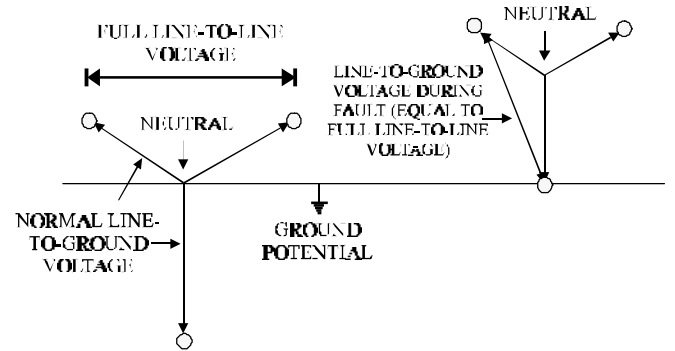 FULL LINE-TO-LINE
VOLTAGE
NEUTRAL
NORMAL LINE-
TO-GROUND
VOLTAGE
GROUND
POTENTIAL
NEUTRAL
LINE-TO-GROUND
VOLTAGE DURING
FAULT (EQUAL TO
FULL LINE-TO-LINE
VOLTAGE)